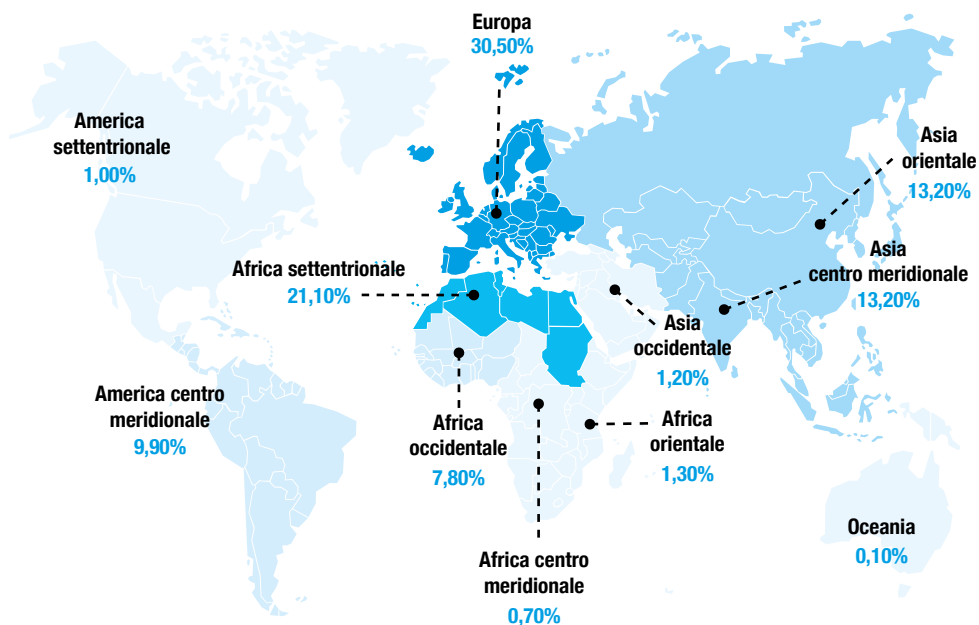 Europa
30,50%
America
settentrionale
1,00%
Asia
orientale
13,20%
Asia
centro meridionale
13,20%
Africa settentrionale
21,10%
Asia
occidentale
1,20%
America centro
meridionale
9,90%
Africa
occidentale
7,80%
Africa
orientale
1,30%
Oceania
0,10%
Africa centro
meridionale
0,70%